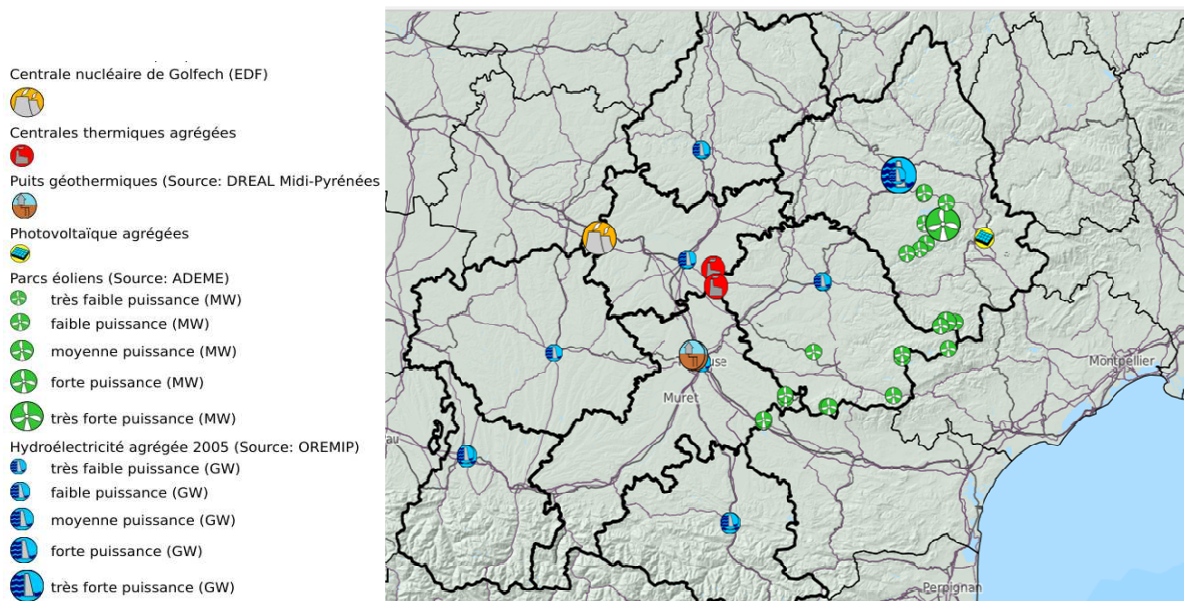 Centrale nucléaire de Golfech (EDF)
Centrales thermiques agrégées
Puits géothermiques (Source: DREAL Midi-Pyrénées
Photovoltaïque agrégées
Parcs éoliens (Source: ADEME)
très faible puissance (MW)
faible puissance (MW)
moyenne puissance (MW)
forte puissance (MW)
très forte puissance (MW)
Hydroélectricité agrégée 2005 (Source: OREMIP)
très faible puissance (GW)
faible puissance (GW)
moyenne puissance (GW)
forte puissance (GW)
très forte puissance (GW)
Muret
Montpellier
au
Perpignan